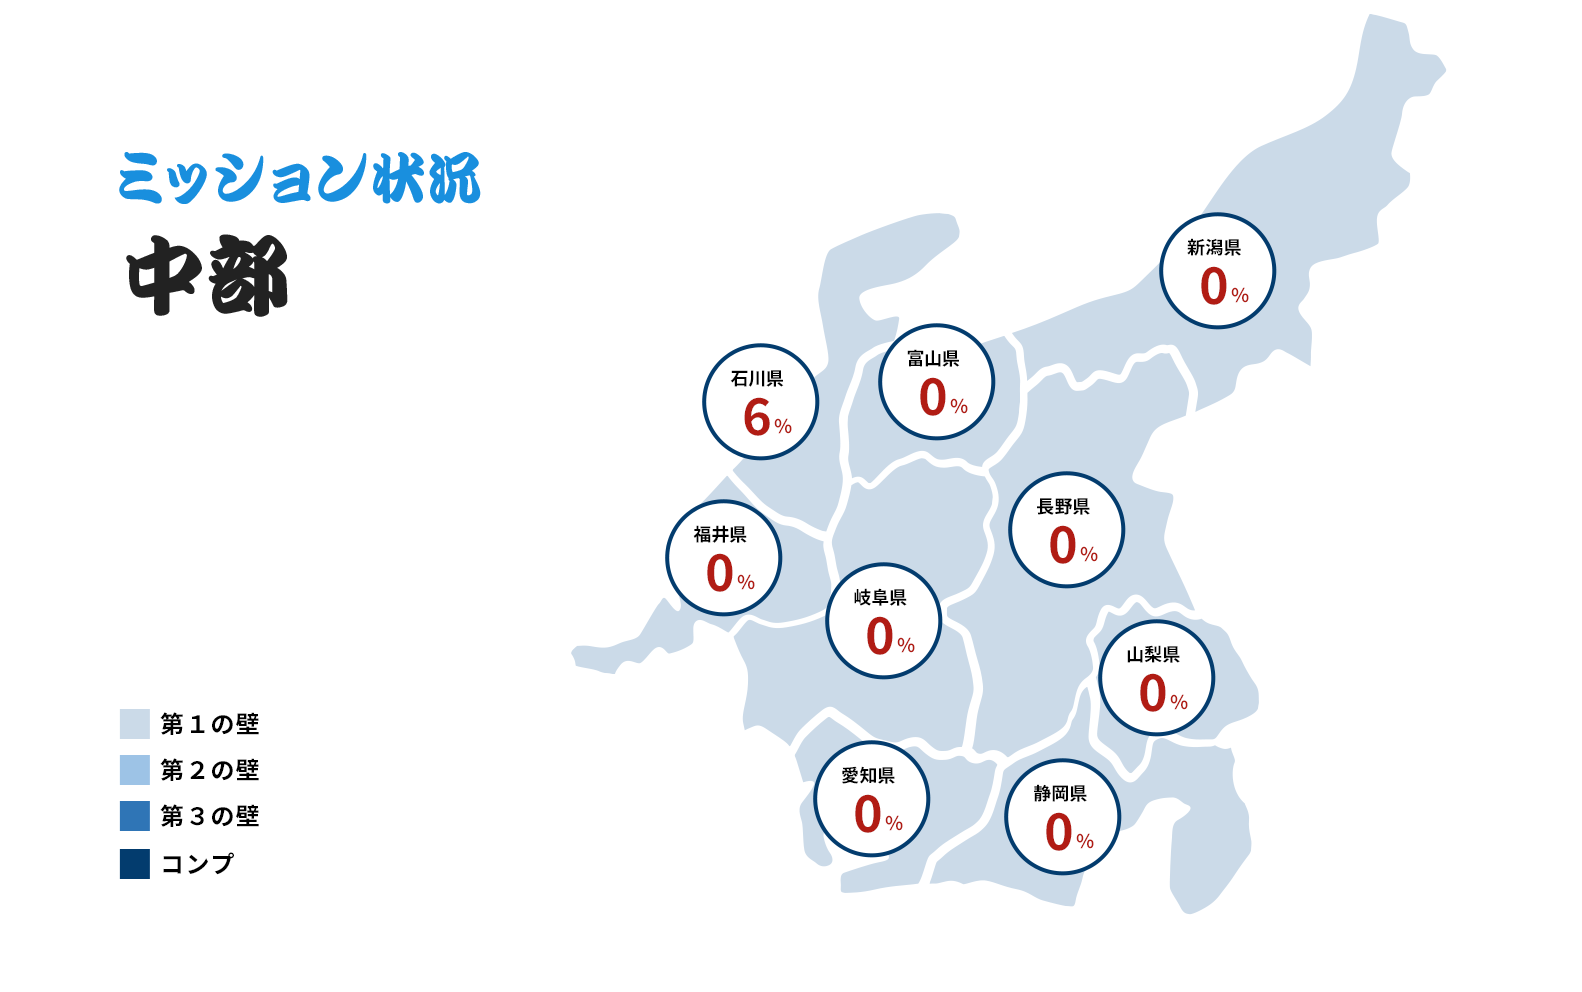 ミッション状況
中部
新潟県
0%
富山県
0%
石川県
6%
長野県
0%
福井県
0%
岐阜県
0%
山梨県
0%
愛知県
0%
静岡県
0%
第１の壁
第２の壁
第３の壁
コンプ